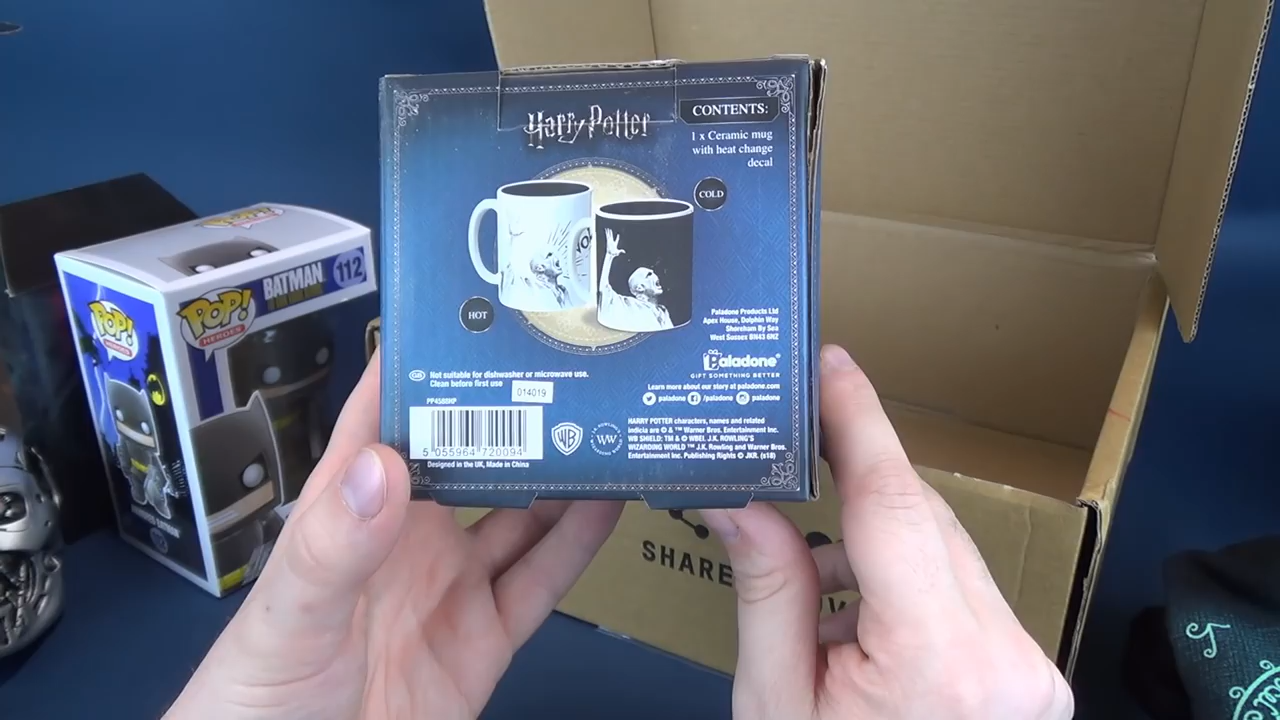 Harry Potter
CONTENTS:
1 x Ceramic mug
with heat change
decal
COLD
HOT
Paladone Products Ltd
Apex House, Dolphin Way
Shoreham By Sea
West Sussex BN43 6NZ
Paladone
GIFT SOMETHING BETTER
Learn more about our story at paladone.com
paladone /paladone paladone
Not suitable for dishwasher or microwave use.
Clean before first use
014019
PP4580HP
5 055964 720094
Designed in the UK, Made in China
WB
WW
HARRY POTTER characters, names and related
indicia are © & ™ Warner Bros. Entertainment Inc.
WB SHIELD: TM & © WBEI. J.K. ROWLING'S
WIZARDING WORLD ™ J.K. Rowling and Warner Bros.
Entertainment Inc. Publishing Rights © JKR. (s18)
POP!
HEROES
BATMAN
112
POP!
HEROES
SHARE